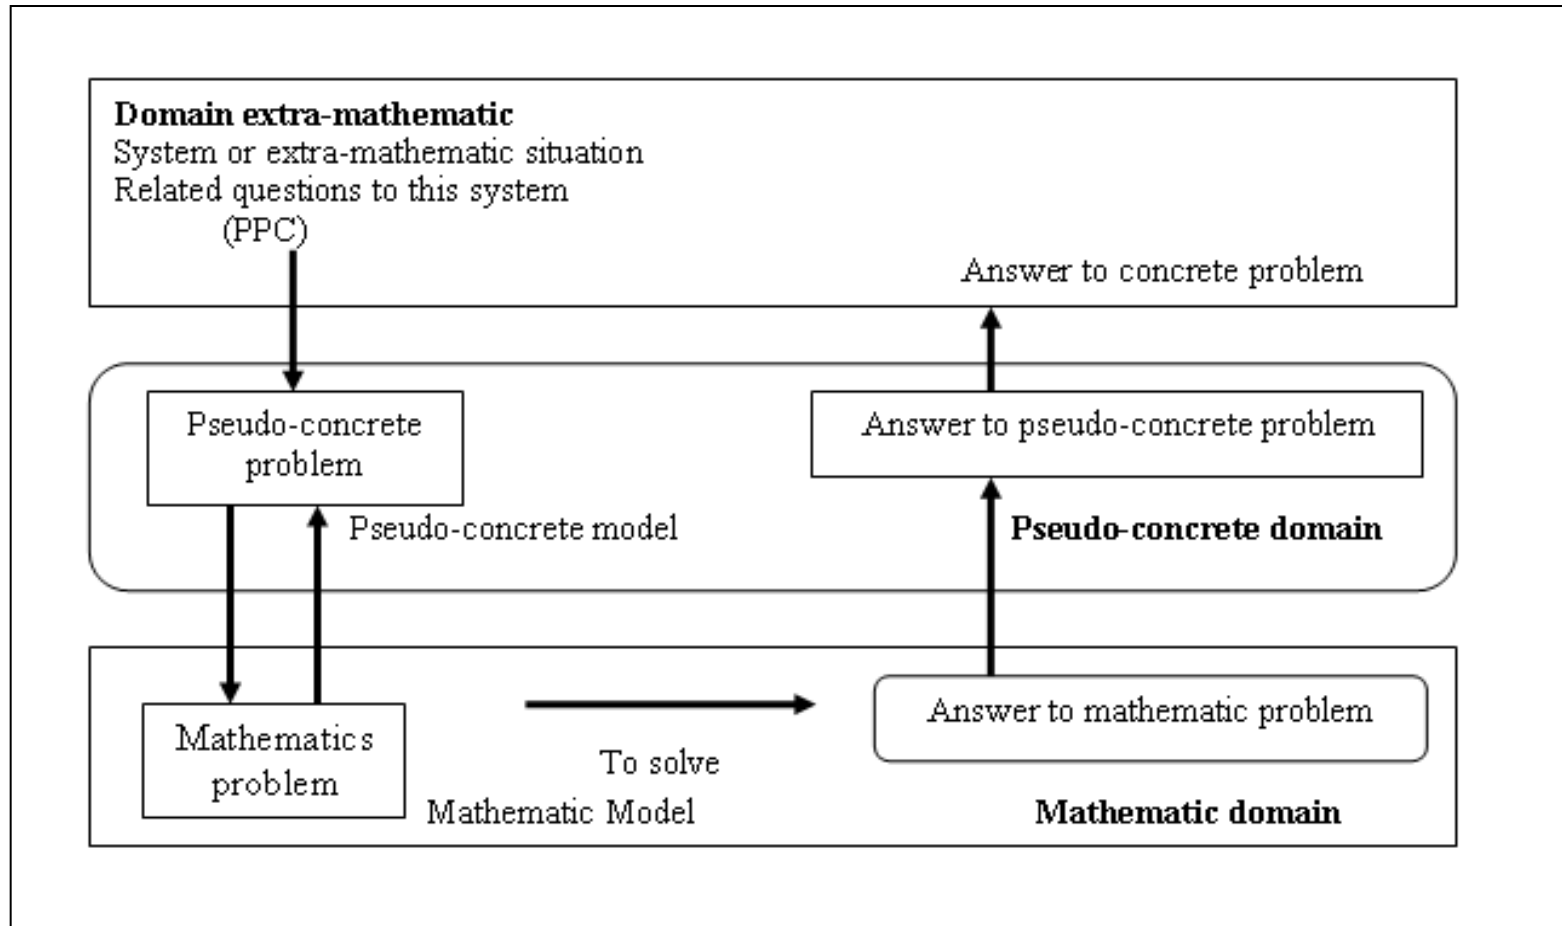 Domain extra-mathematic
System or extra-mathematic situation
Related questions to this system
(PPC)
Answer to concrete problem
Pseudo-concrete
problem
Answer to pseudo-concrete problem
Pseudo-concrete model
Pseudo-concrete domain
Mathematics
problem
Answer to mathematic problem
To solve
Mathematic Model
Mathematic domain